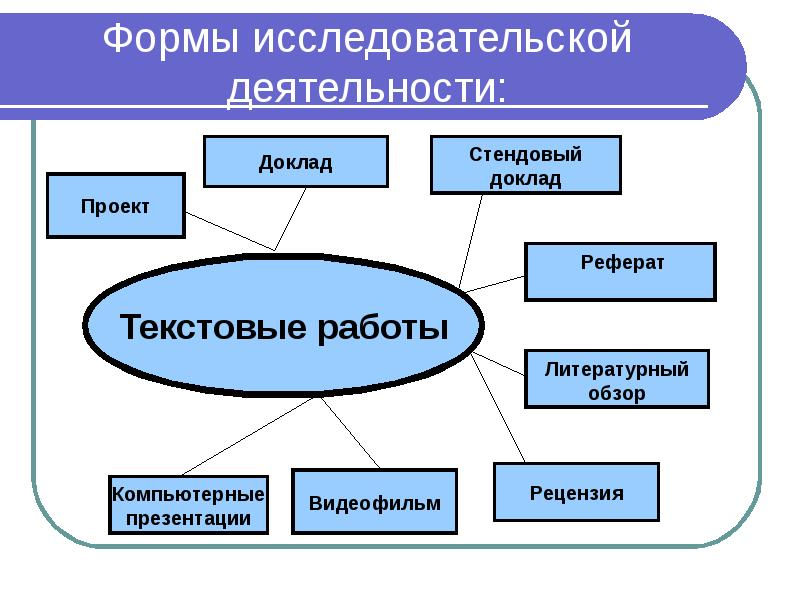 Формы исследовательской
деятельности:
Доклад
Стендовый
доклад
Проект
Реферат
Текстовые работы
Литературный
обзор
Компьютерные
презентации
Видеофильм
Рецензия